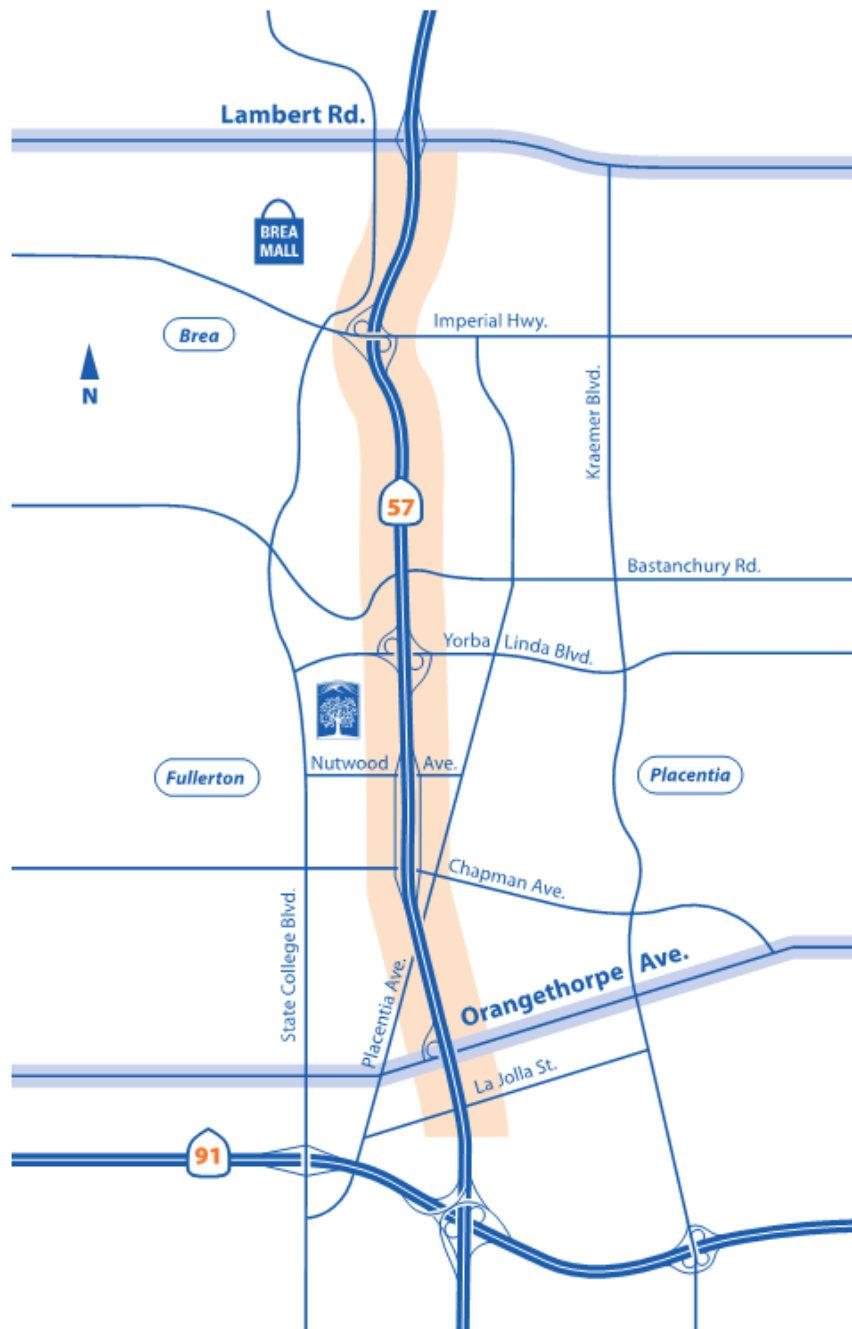 Lambert Rd.
BREA
MALL
Imperial Hwy.
Brea
N
Kraemer Blvd.
57
Bastanchury Rd.
Yorba Linda Blvd.
Nutwood Ave.
Fullerton
Placentia
Chapman Ave.
State College Blvd.
Placentia Ave.
Orangethorpe Ave.
La Jolla St.
91